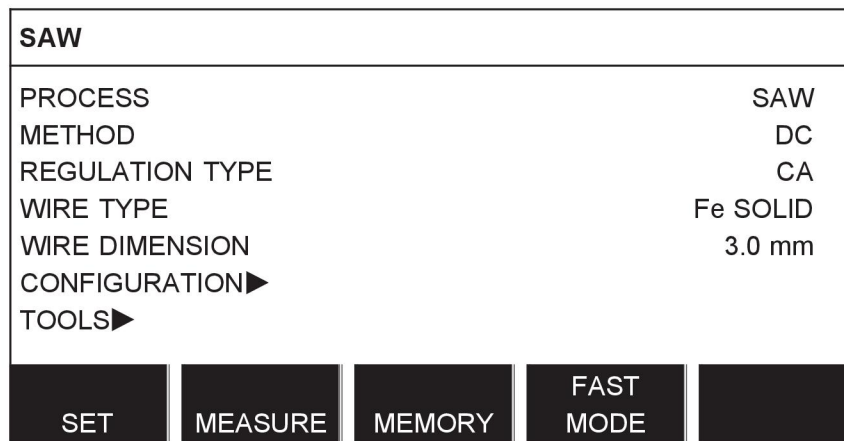 SAW
PROCESS SAW
METHOD DC
REGULATION TYPE CA
WIRE TYPE Fe SOLID
WIRE DIMENSION 3.0 mm
CONFIGURATION▶
TOOLS▶
SET MEASURE MEMORY FAST MODE